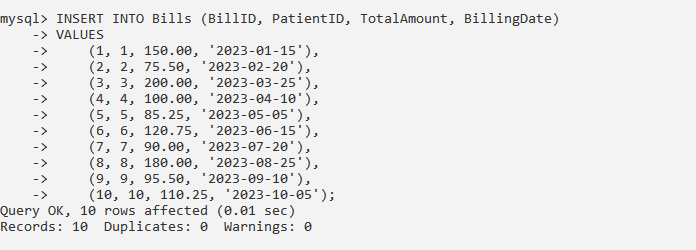 mysql> INSERT INTO Bills (BillID, PatientID, TotalAmount, BillingDate)
    -> VALUES
    ->     (1, 1, 150.00, '2023-01-15'),
    ->     (2, 2, 75.50, '2023-02-20'),
    ->     (3, 3, 200.00, '2023-03-25'),
    ->     (4, 4, 100.00, '2023-04-10'),
    ->     (5, 5, 85.25, '2023-05-05'),
    ->     (6, 6, 120.75, '2023-06-15'),
    ->     (7, 7, 90.00, '2023-07-20'),
    ->     (8, 8, 180.00, '2023-08-25'),
    ->     (9, 9, 95.50, '2023-09-10'),
    ->     (10, 10, 110.25, '2023-10-05');
Query OK, 10 rows affected (0.01 sec)
Records: 10  Duplicates: 0  Warnings: 0